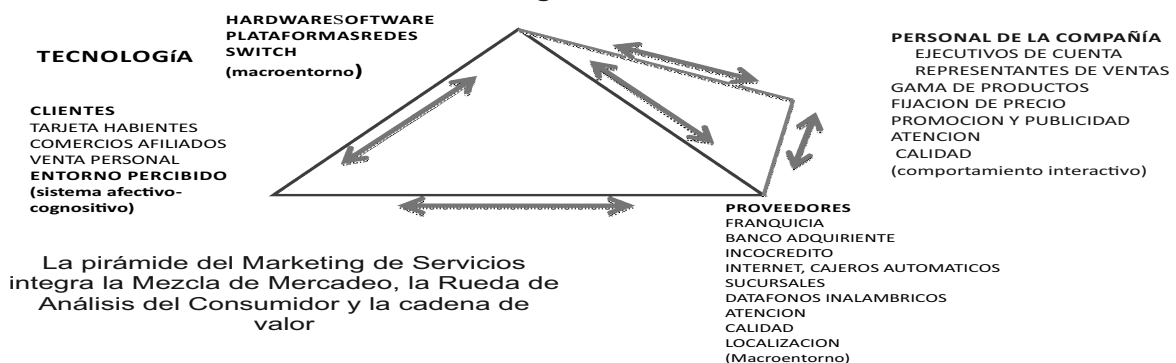 TECNOLOGíA
HARDWARESOFTWARE
PLATAFORMASREDES
SWITCH
(macroentorno)
CLIENTES
TARJETA HABIENTES
COMERCIOS AFILIADOS
VENTA PERSONAL
ENTORNO PERCIBIDO
(sistema afectivo-
cognositivo)
PERSONAL DE LA COMPAÑÍA
EJECUTIVOS DE CUENTA
REPRESENTANTES DE VENTAS
GAMA DE PRODUCTOS
FIJACION DE PRECIO
PROMOCION Y PUBLICIDAD
ATENCION
CALIDAD
(comportamiento interactivo)
PROVEEDORES
FRANQUICIA
BANCO ADQUIRIENTE
INCOCREDITO
INTERNET, CAJEROS AUTOMATICOS
SUCURSALES
DATAFONOS INALAMBRICOS
ATENCION
CALIDAD
LOCALIZACION
(Macroentorno)
La pirámide del Marketing de Servicios
integra la Mezcla de Mercadeo, la Rueda de
Análisis del Consumidor y la cadena de
valor